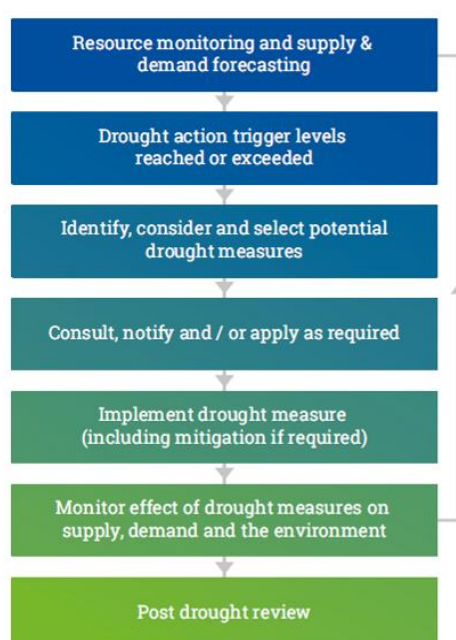 Resource monitoring and supply &
demand forecasting
Drought action trigger levels
reached or exceeded
Identify, consider and select potential
drought measures
Consult, notify and / or apply as required
Implement drought measure
(including mitigation if required)
Monitor effect of drought measures on
supply, demand and the environment
Post drought review